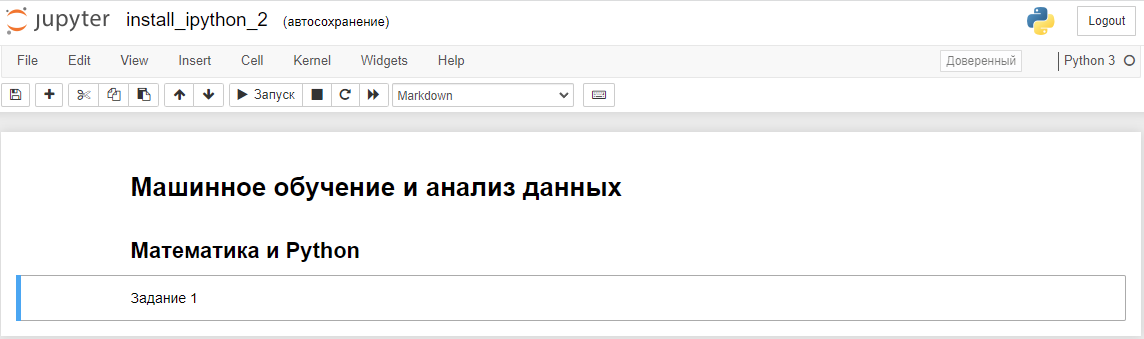 jupyter install_ipython_2 (автосохранение) Logout
File Edit View Insert Cell Kernel Widgets Help Доверенный Python 3
Запуск Markdown
Машинное обучение и анализ данных
Математика и Python
Задание 1